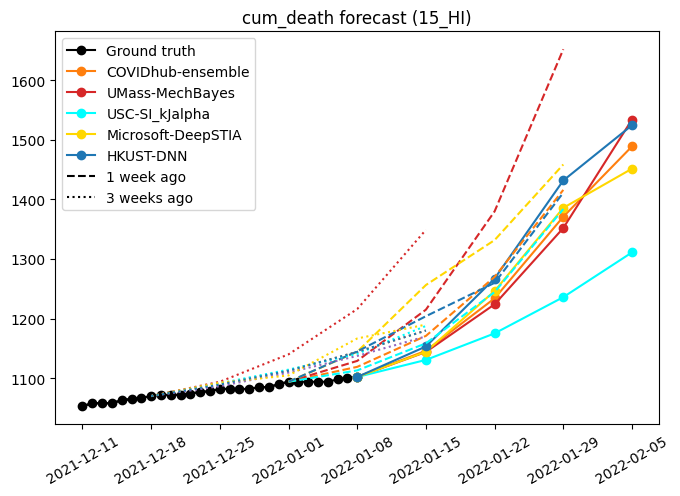 cum_death forecast (15_HI)
Ground truth
COVIDhub-ensemble
UMass-MechBayes
USC-SI_kJalpha
Microsoft-DeepSTIA
HKUST-DNN
1 week ago
3 weeks ago
1600
1500
1400
1300
1200
1100
2021-12-11
2021-12-18
2021-12-25
2022-01-01
2022-01-08
2022-01-15
2022-01-22
2022-01-29
2022-02-05